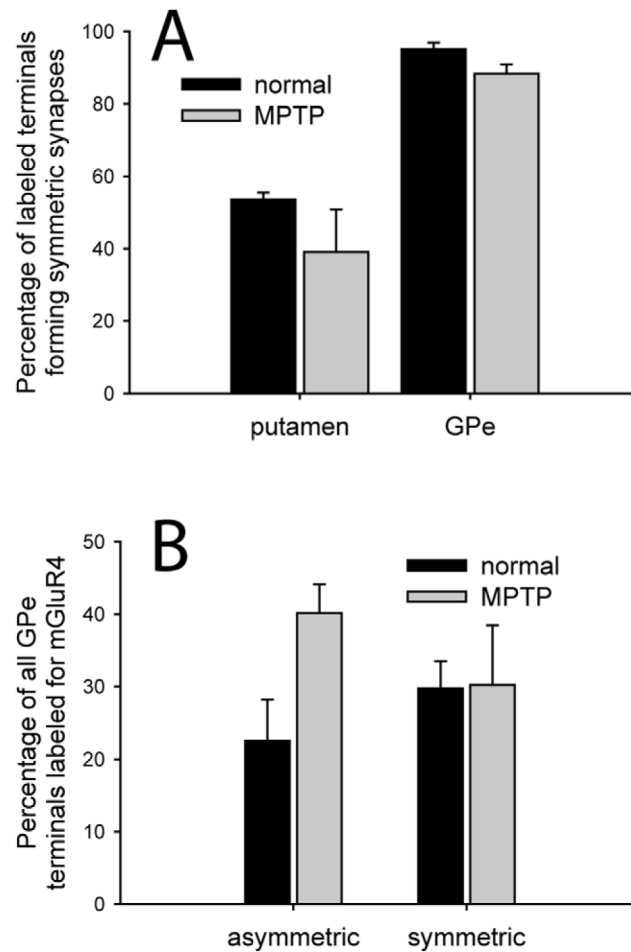 A
normal
MPTP
Percentage of labeled terminals
forming symmetric synapses
100
80
60
40
20
0
putamen GPe
B
normal
MPTP
Percentage of all GPe
terminals labeled for mGluR4
50
40
30
20
10
0
asymmetric symmetric